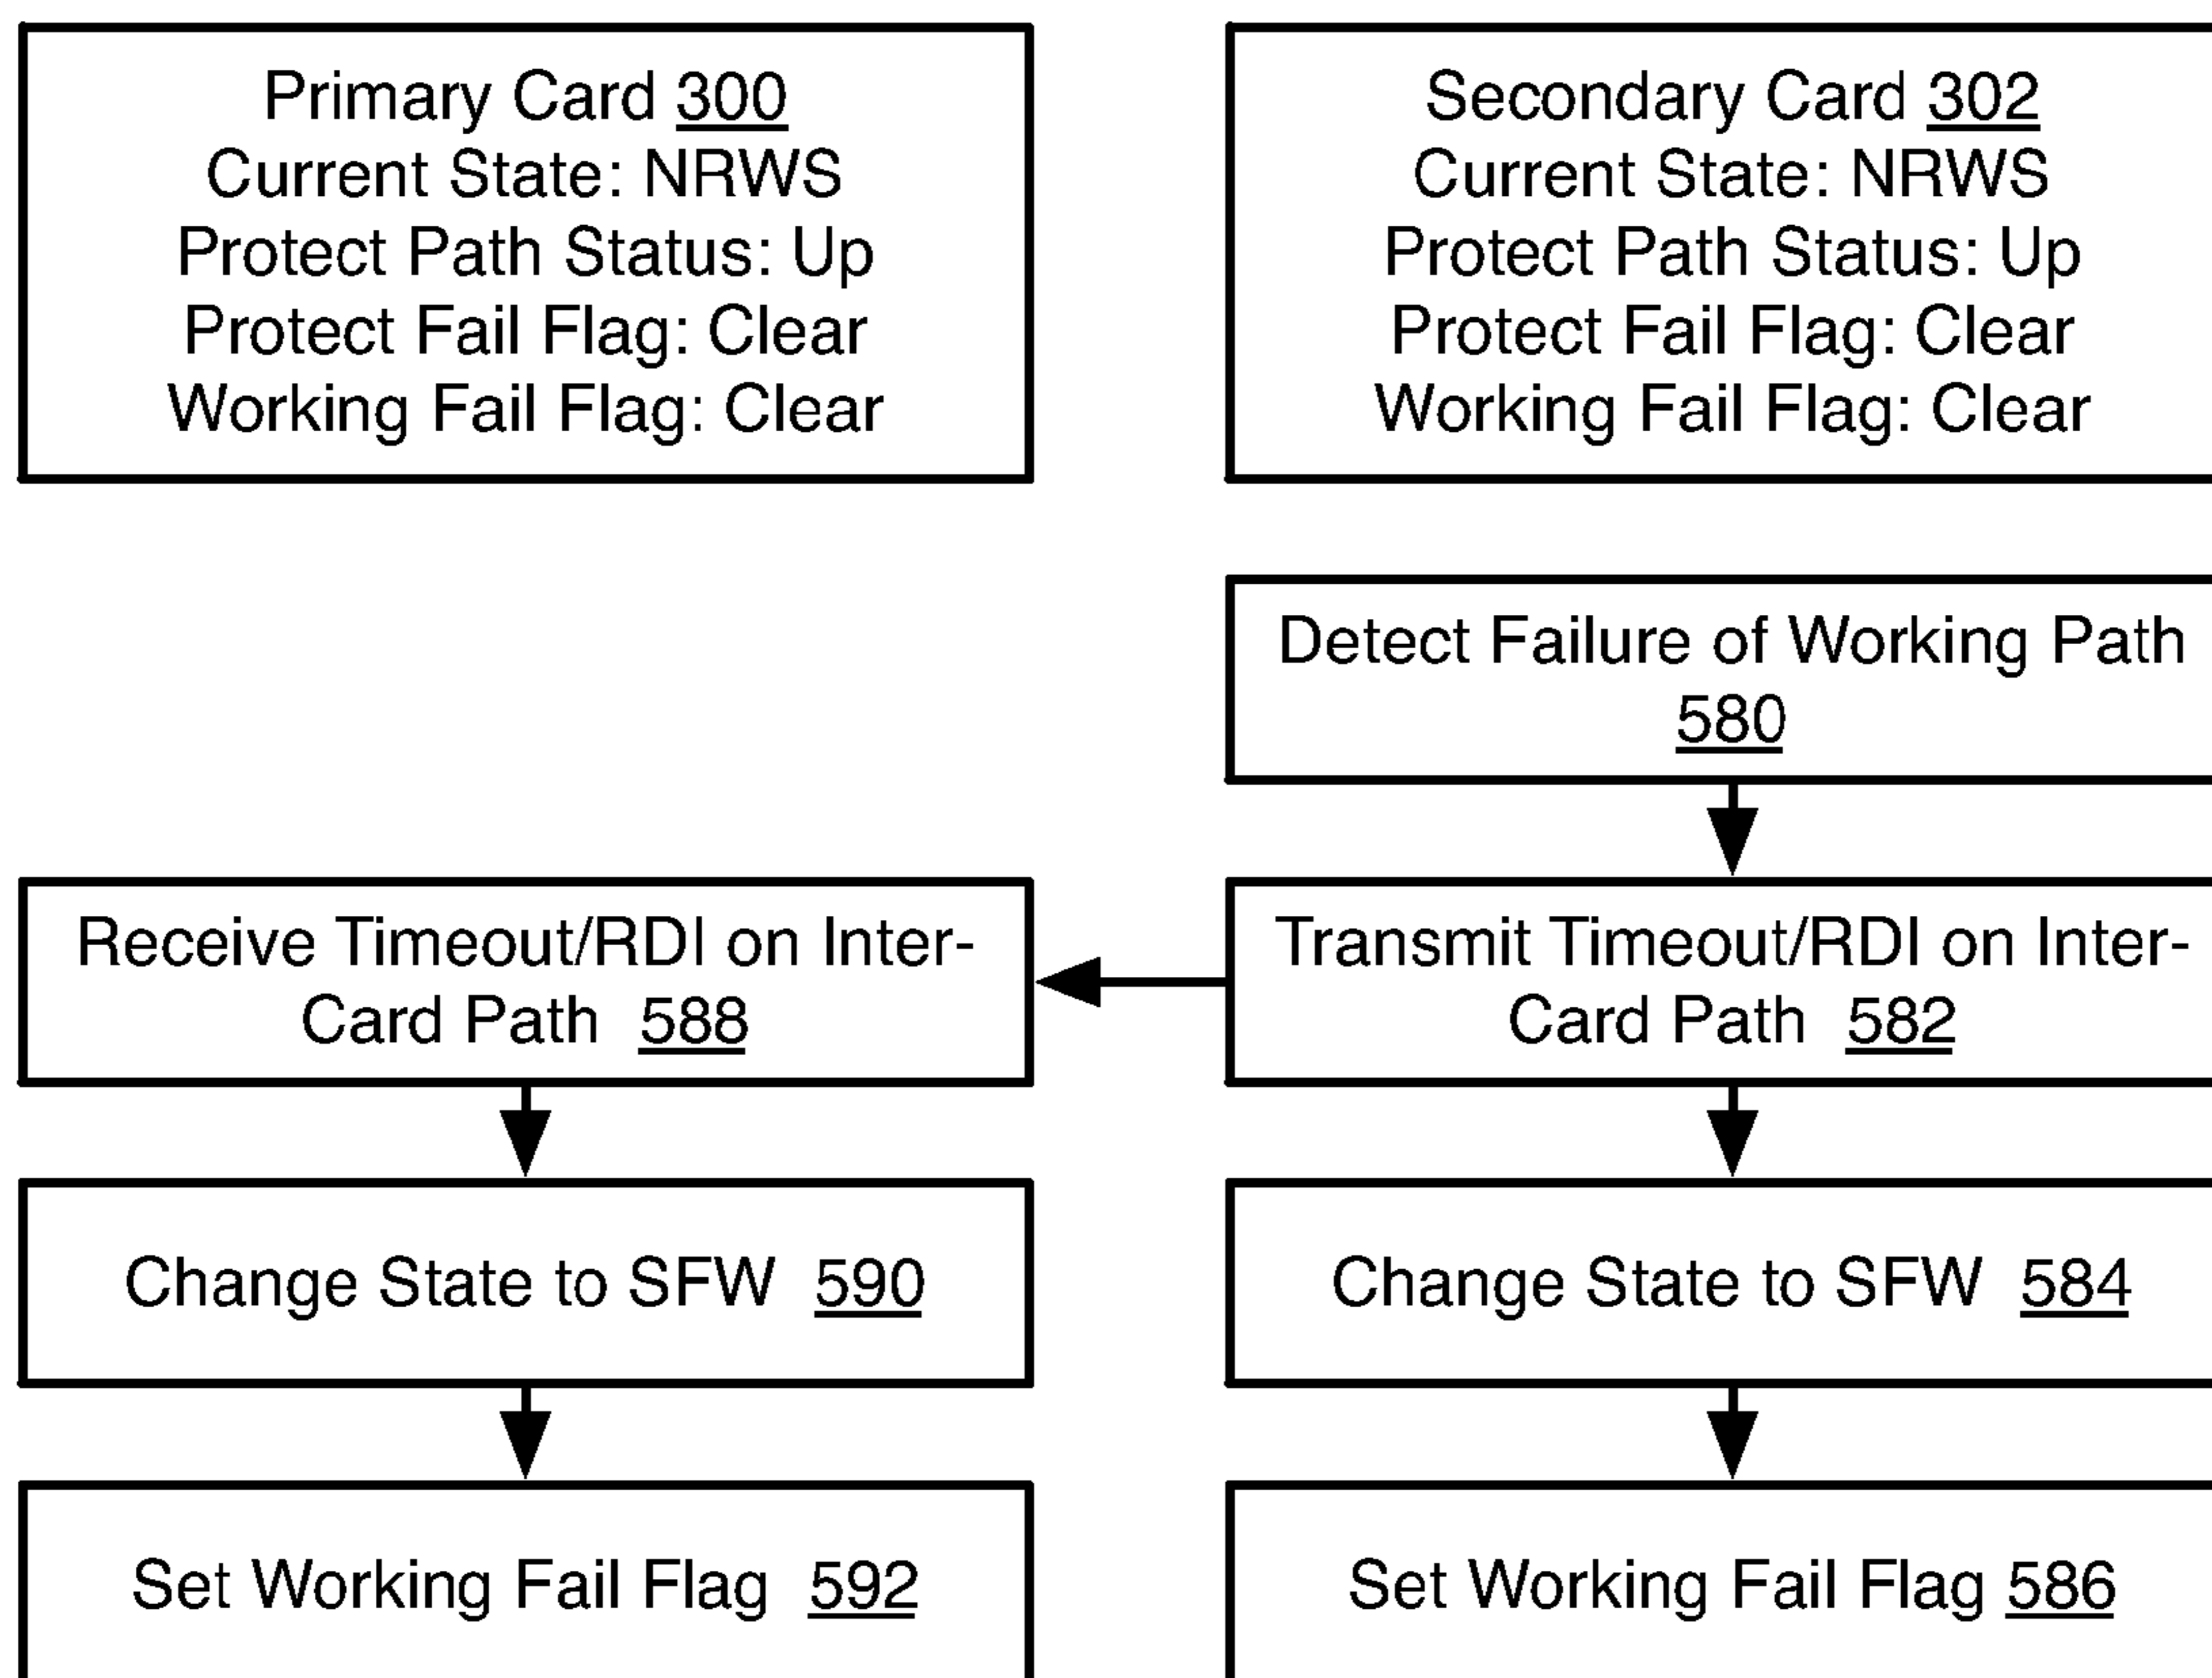 Primary Card 300
Current State: NRWS
Protect Path Status: Up
Protect Fail Flag: Clear
Working Fail Flag: Clear
Secondary Card 302
Current State: NRWS
Protect Path Status: Up
Protect Fail Flag: Clear
Working Fail Flag: Clear
Detect Failure of Working Path
580
Receive Timeout/RDI on Inter-
Card Path 588
Transmit Timeout/RDI on Inter-
Card Path 582
Change State to SFW 590
Change State to SFW 584
Set Working Fail Flag 592
Set Working Fail Flag 586